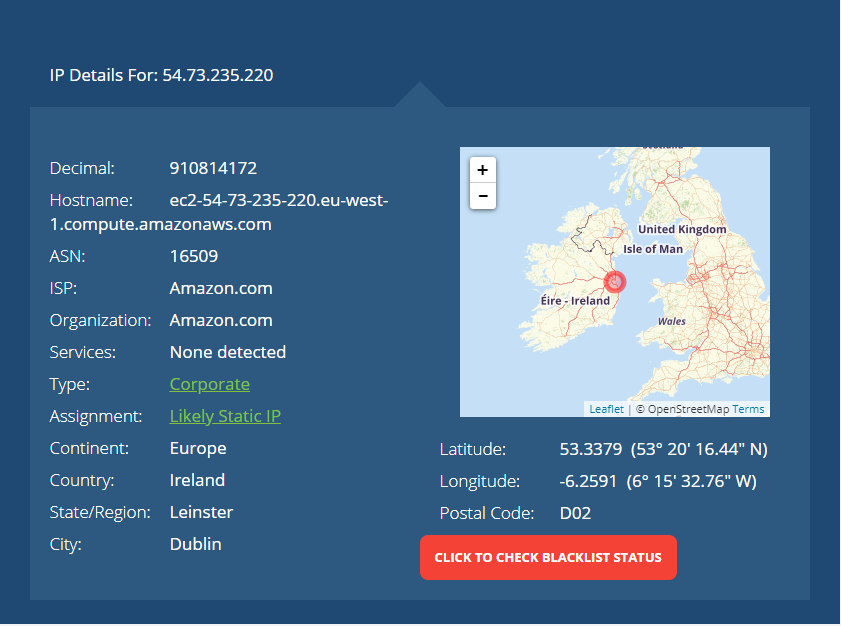 IP Details For: 54.73.235.220
Decimal: 910814172
Hostname: ec2-54-73-235-220.eu-west-
1.compute.amazonaws.com
ASN: 16509
ISP: Amazon.com
Organization: Amazon.com
Services: None detected
Type: Corporate
Assignment: Likely Static IP
Continent: Europe
Country: Ireland
State/Region: Leinster
City: Dublin
+
−
Scotland
United Kingdom
Isle of Man
Éire - Ireland
Wales
Leaflet | © OpenStreetMap Terms
Latitude: 53.3379 (53° 20' 16.44" N)
Longitude: -6.2591 (6° 15' 32.76" W)
Postal Code: D02
CLICK TO CHECK BLACKLIST STATUS